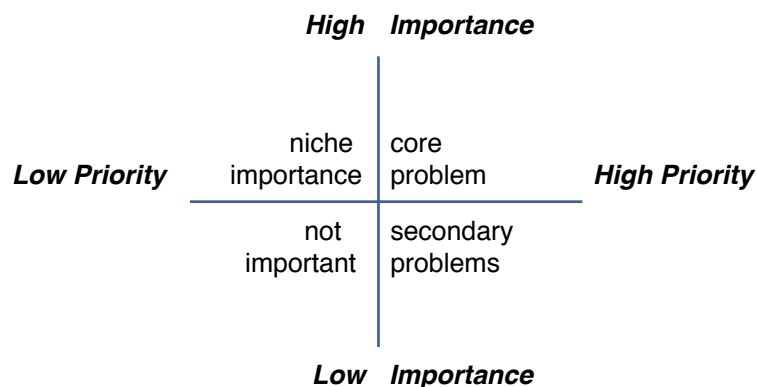 High Importance
niche core
Low Priority importance problem High Priority
not secondary
important problems
Low Importance